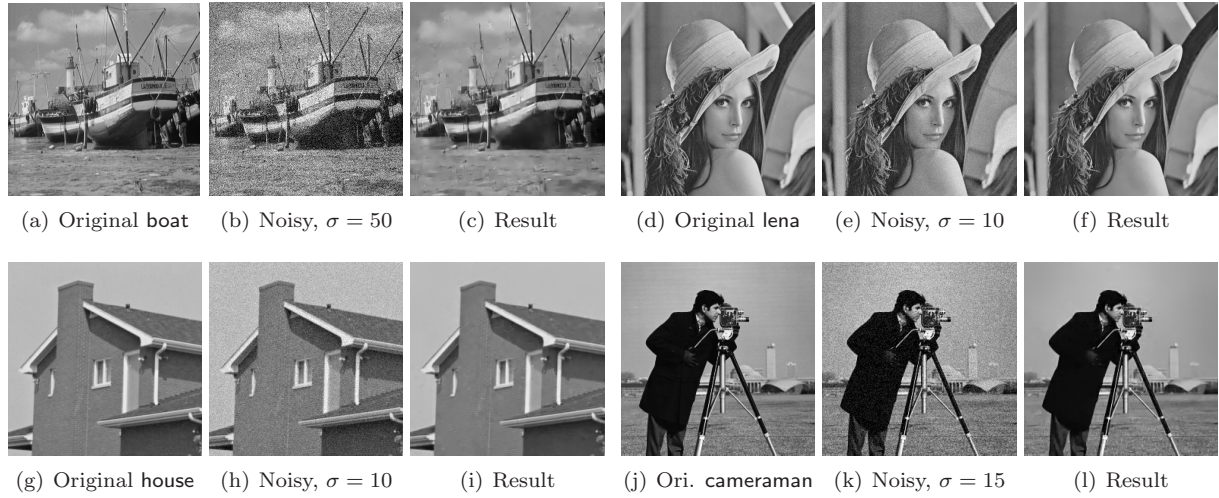 (a) Original boat
(b) Noisy, σ = 50
(c) Result
(d) Original lena
(e) Noisy, σ = 10
(f) Result
(g) Original house
(h) Noisy, σ = 10
(i) Result
(j) Ori. cameraman
(k) Noisy, σ = 15
(l) Result